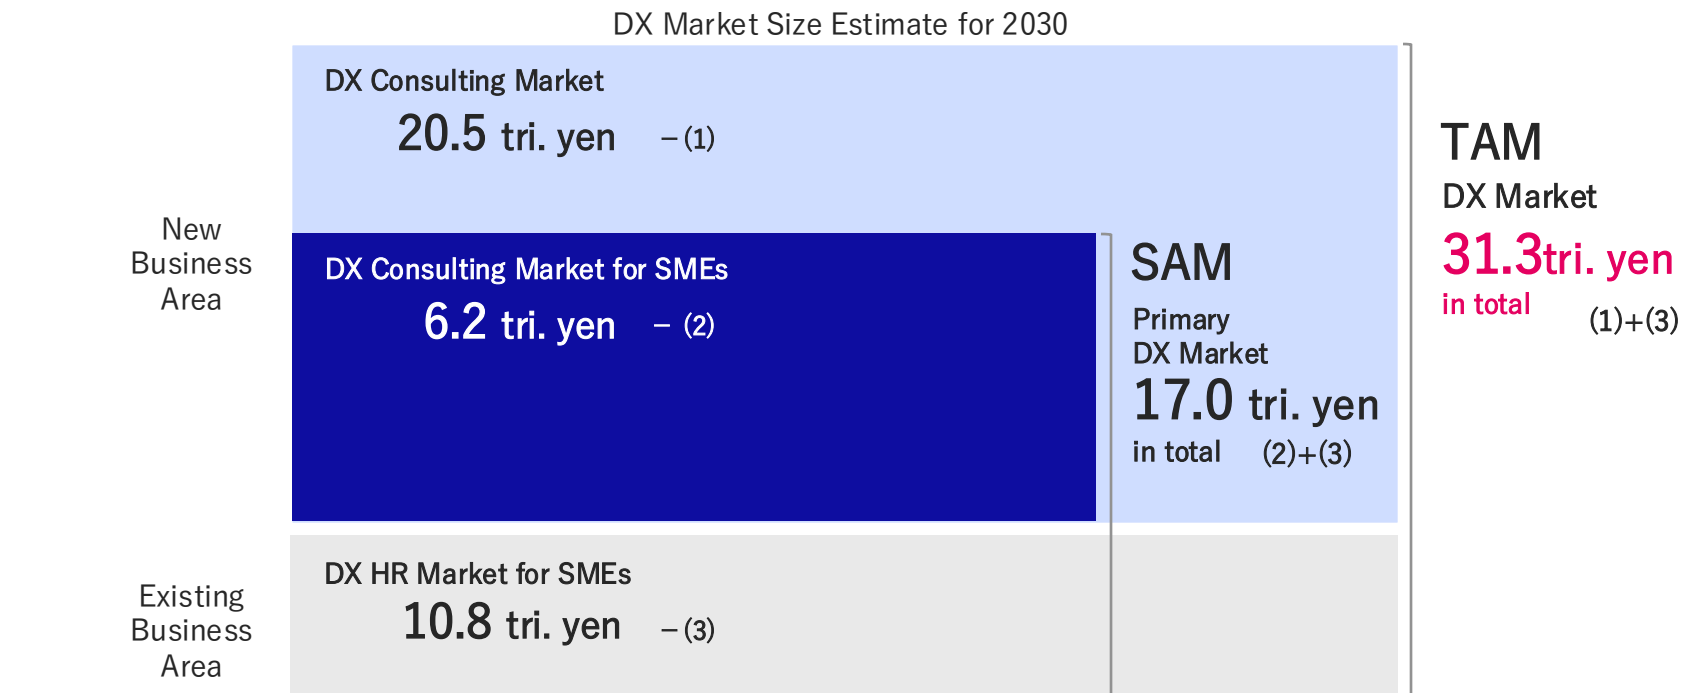 DX Market Size Estimate for 2030
DX Consulting Market
20.5 tri. yen – (1)
New
Business
Area
DX Consulting Market for SMEs
6.2 tri. yen – (2)
SAM
Primary
DX Market
17.0 tri. yen
in total (2)+(3)
TAM
DX Market
31.3tri. yen
in total (1)+(3)
Existing
Business
Area
DX HR Market for SMEs
10.8 tri. yen – (3)